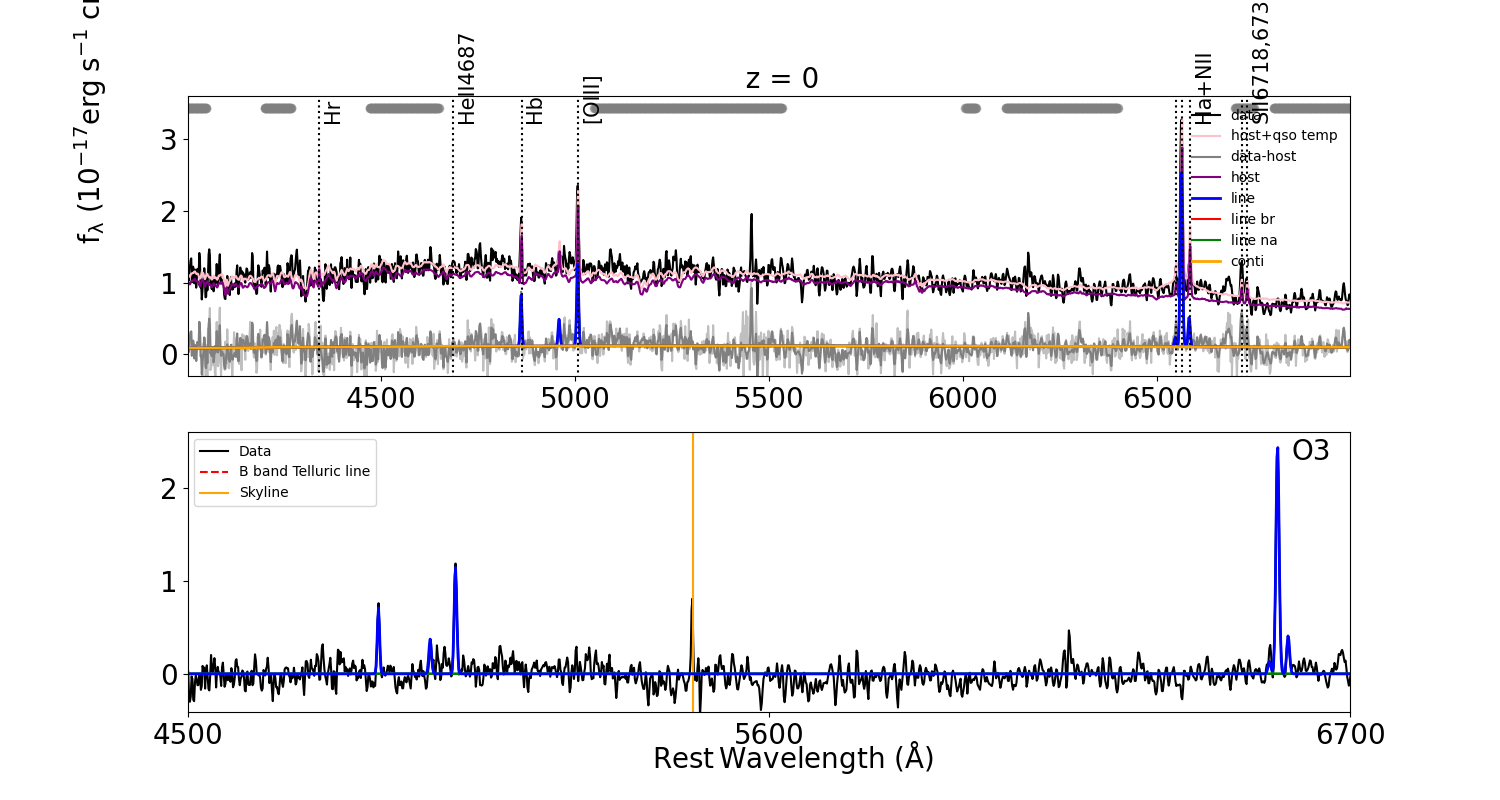 z = 0
f_λ (10^−17 erg s^−1 c
Hr
HeII4687
Hb
[OIII]
Ha+NII
SII6718,673
data
host+qso temp
data-host
host
line
line br
line na
conti
3
2
1
0
4500 5000 5500 6000 6500
Data
B band Telluric line
Skyline
O3
2
1
0
4500 5600 6700
Rest Wavelength (Å)